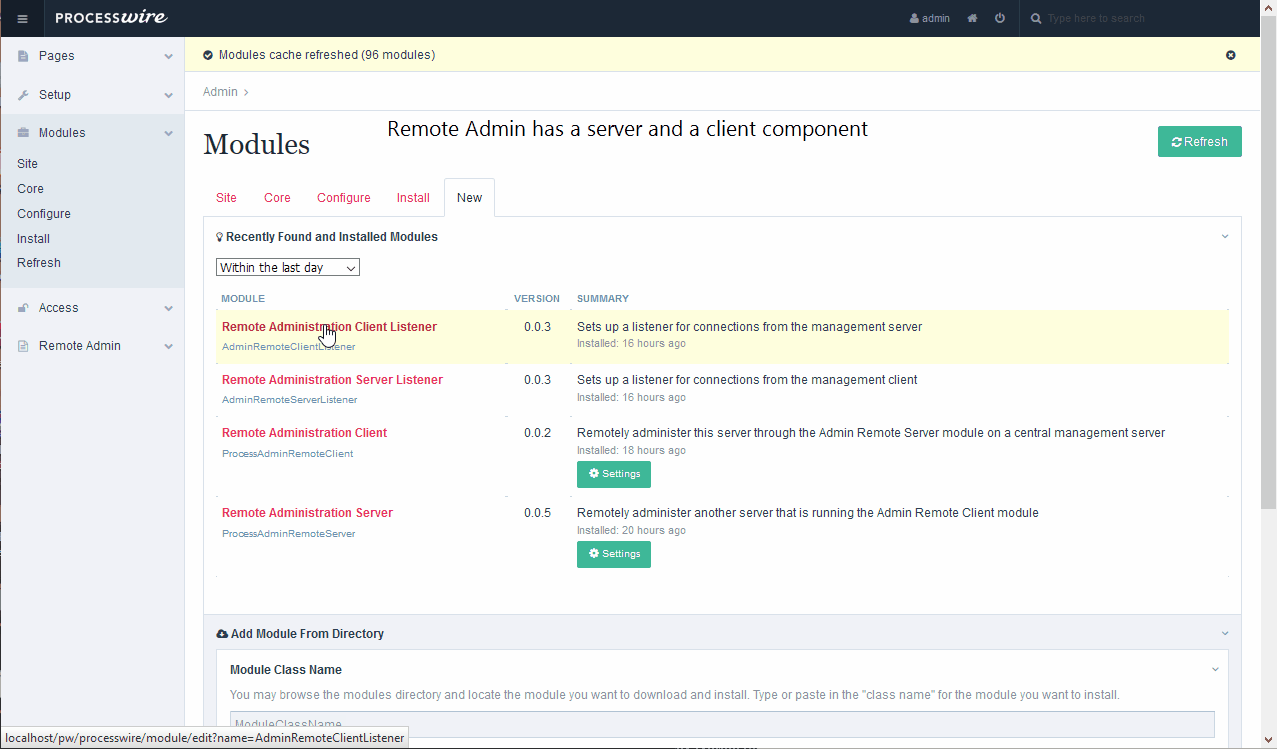 PROCESSwire
admin
Type here to search
Pages
Setup
Modules
Site
Core
Configure
Install
Refresh
Access
Remote Admin
Modules cache refreshed (96 modules)
Admin
Remote Admin has a server and a client component
Modules
Refresh
Site Core Configure Install New
Recently Found and Installed Modules
Within the last day
MODULE VERSION SUMMARY
Remote Administration Client Listener 0.0.3 Sets up a listener for connections from the management server
AdminRemoteClientListener Installed: 16 hours ago
Remote Administration Server Listener 0.0.3 Sets up a listener for connections from the management client
AdminRemoteServerListener Installed: 16 hours ago
Remote Administration Client 0.0.2 Remotely administer this server through the Admin Remote Server module on a central management server
ProcessAdminRemoteClient Installed: 18 hours ago
Settings
Remote Administration Server 0.0.5 Remotely administer another server that is running the Admin Remote Client module
ProcessAdminRemoteServer Installed: 20 hours ago
Settings
Add Module From Directory
Module Class Name
You may browse the modules directory and locate the module you want to download and install. Type or paste in the "class name" for the module you want to install.
ModuleClassName
localhost/pw/processwire/module/edit?name=AdminRemoteClientListener